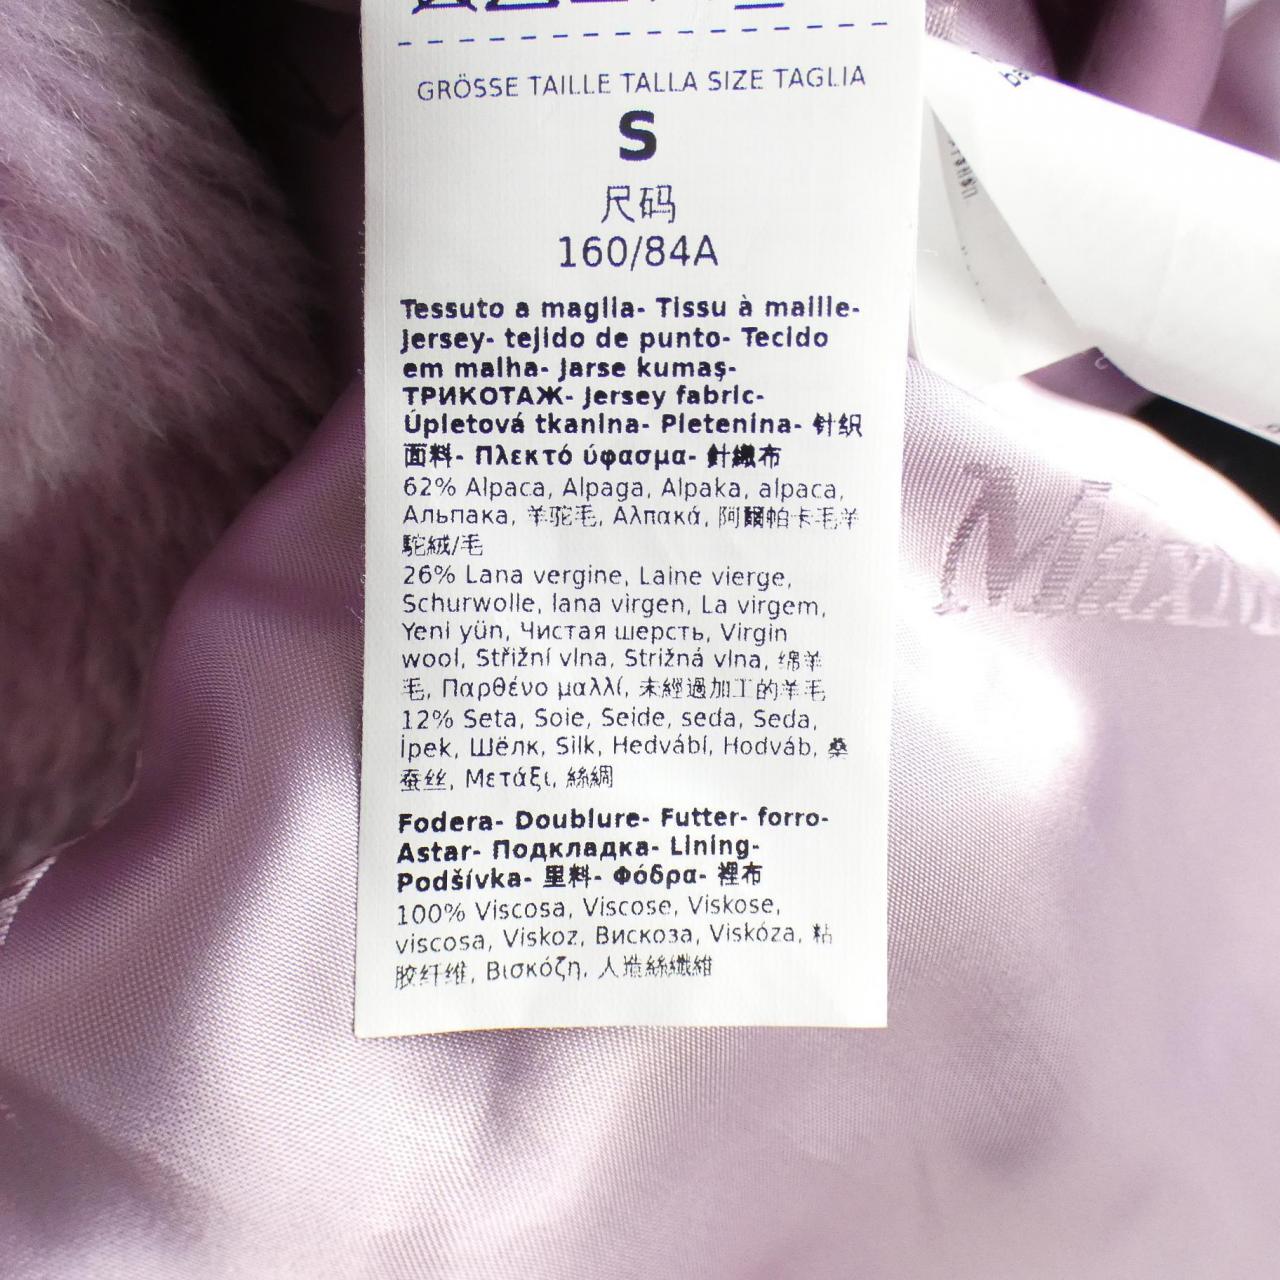 GRÖSSE TAILLE TALLA SIZE TAGLIA
S
尺码
160/84A
Tessuto a maglia- Tissu à maille-
Jersey- tejido de punto- Tecido
em malha- Jarse kumaş-
ТРИКОТАЖ- Jersey fabric-
Úpletová tkanina- Pletenina- 针织
面料- Πλεκτό ύφασμα- 針織布
62% Alpaca, Alpaga, Alpaka, alpaca,
Альпака, 羊驼毛, Αλπακά, 阿爾帕卡毛羊
駝絨/毛
26% Lana vergine, Laine vierge,
Schurwolle, lana virgen, La virgem,
Yeni yün, Чистая шерсть, Virgin
wool, Střižní vlna, Strižná vlna, 绵羊
毛, Παρθένο μαλλί, 未經過加工的羊毛
12% Seta, Soie, Seide, seda, Seda,
İpek, Шёлк, Silk, Hedvábí, Hodváb, 桑
蚕丝, Μετάξι, 絲綢
Fodera- Doublure- Futter- forro-
Astar- Подкладка- Lining-
Podšívka- 里料- Φόδρα- 裡布
100% Viscosa, Viscose, Viskose,
viscosa, Viskoz, Вискоза, Viskóza, 粘
胶纤维, Βισκόζη, 人造絲纖維
MaxM